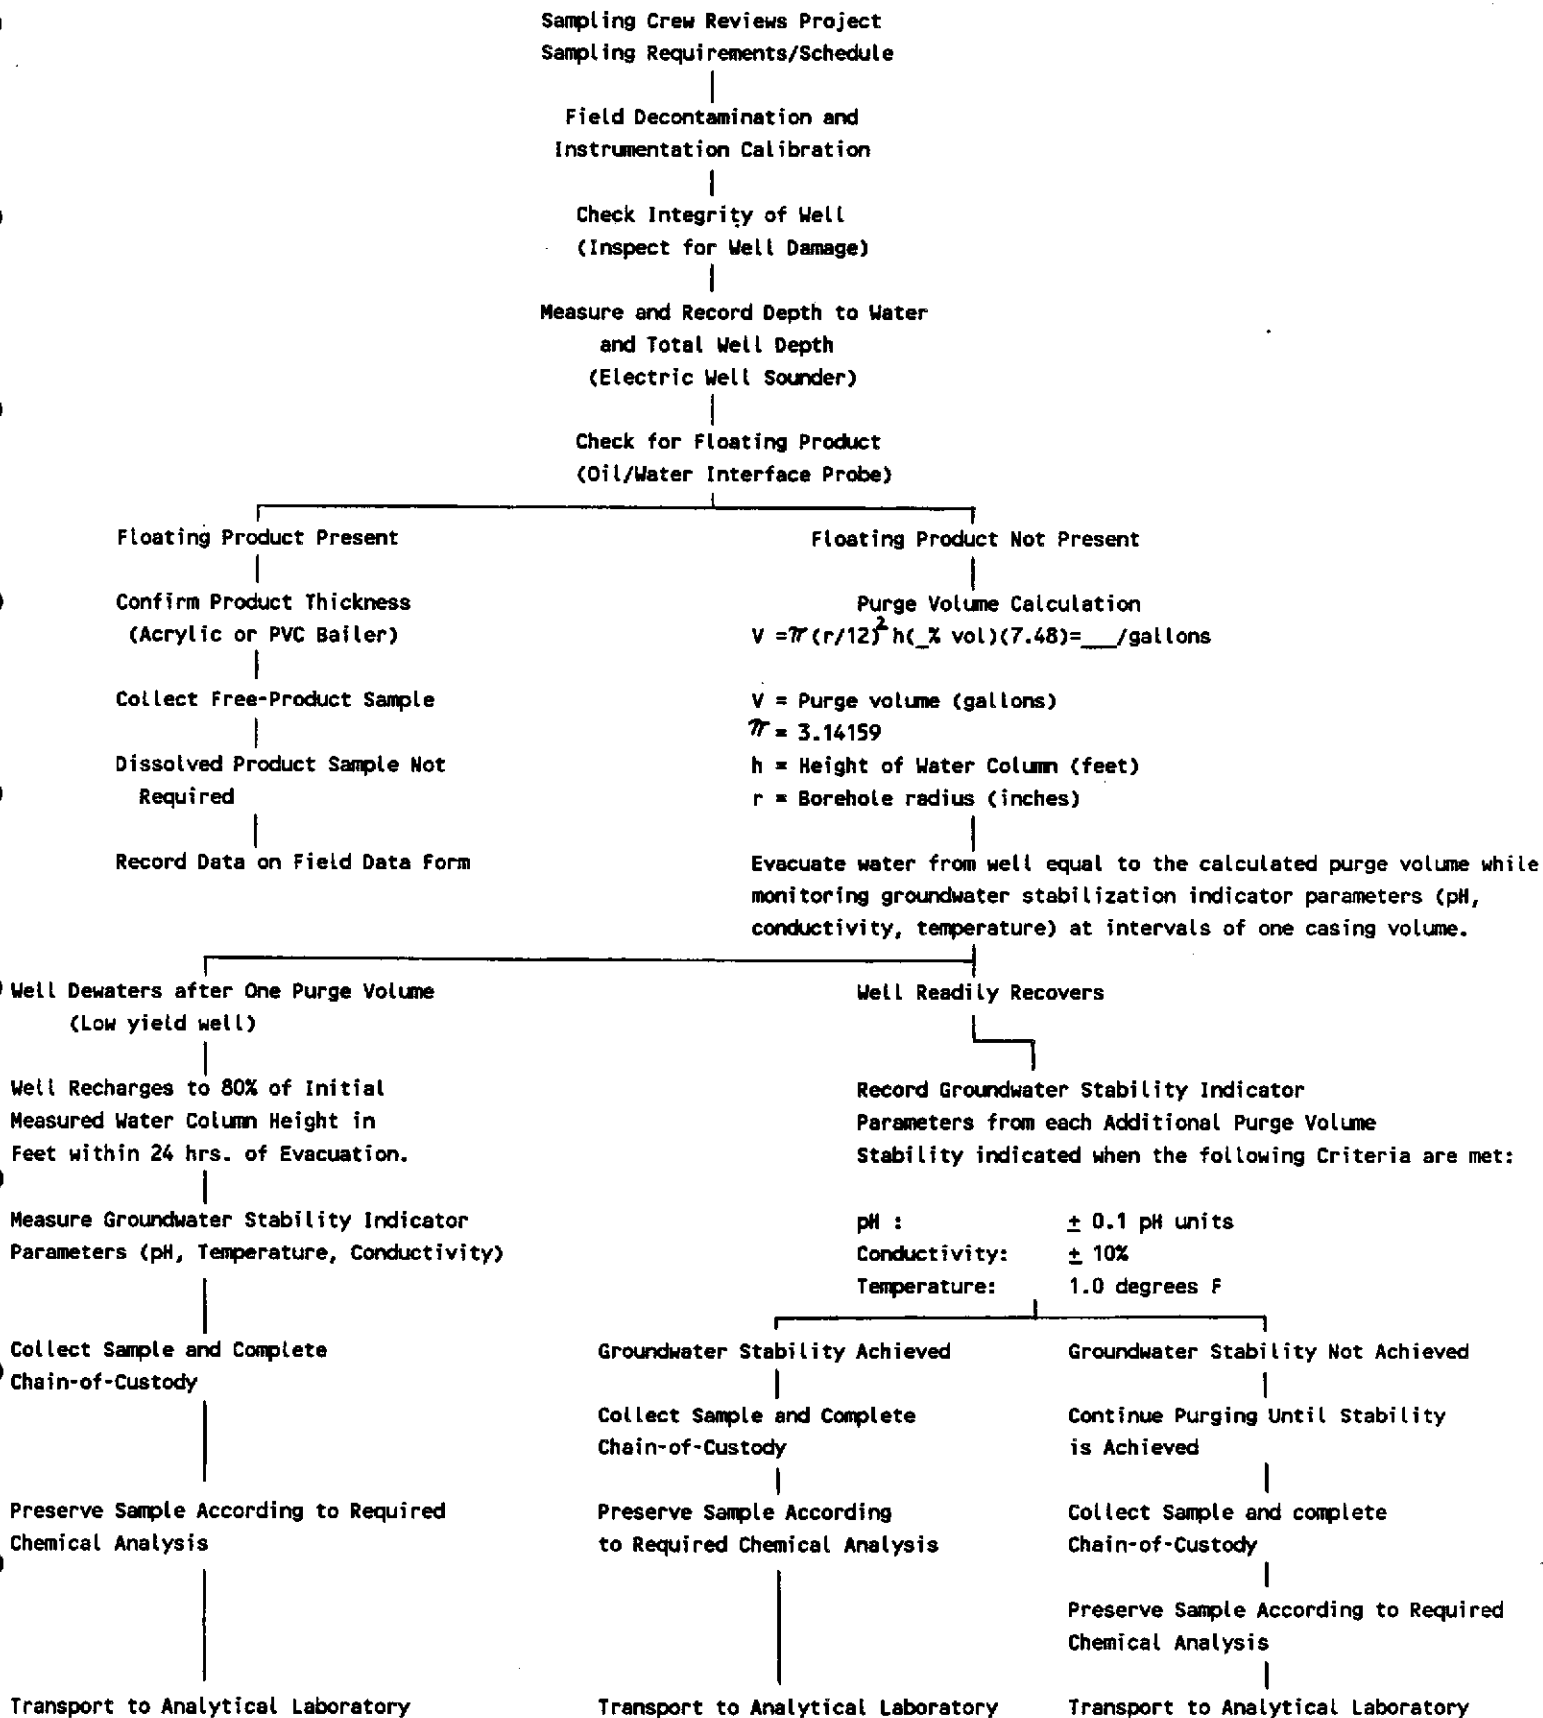 Sampling Crew Reviews Project
Sampling Requirements/Schedule
Field Decontamination and
Instrumentation Calibration
Check Integrity of Well
(Inspect for Well Damage)
Measure and Record Depth to Water
and Total Well Depth
(Electric Well Sounder)
Check for Floating Product
(Oil/Water Interface Probe)
Floating Product Present
Confirm Product Thickness
(Acrylic or PVC Bailer)
Collect Free-Product Sample
Dissolved Product Sample Not
Required
Record Data on Field Data Form
Floating Product Not Present
Purge Volume Calculation
V =π(r/12)² h(_% vol)(7.48)=___/gallons
V = Purge volume (gallons)
π = 3.14159
h = Height of Water Column (feet)
r = Borehole radius (inches)
Evacuate water from well equal to the calculated purge volume while
monitoring groundwater stabilization indicator parameters (pH,
conductivity, temperature) at intervals of one casing volume.
Well Dewaters after One Purge Volume
(Low yield well)
Well Recharges to 80% of Initial
Measured Water Column Height in
Feet within 24 hrs. of Evacuation.
Measure Groundwater Stability Indicator
Parameters (pH, Temperature, Conductivity)
Collect Sample and Complete
Chain-of-Custody
Preserve Sample According to Required
Chemical Analysis
Transport to Analytical Laboratory
Well Readily Recovers
Record Groundwater Stability Indicator
Parameters from each Additional Purge Volume
Stability indicated when the following Criteria are met:
pH : ± 0.1 pH units
Conductivity: ± 10%
Temperature: 1.0 degrees F
Groundwater Stability Achieved
Collect Sample and Complete
Chain-of-Custody
Preserve Sample According
to Required Chemical Analysis
Transport to Analytical Laboratory
Groundwater Stability Not Achieved
Continue Purging Until Stability
is Achieved
Collect Sample and complete
Chain-of-Custody
Preserve Sample According to Required
Chemical Analysis
Transport to Analytical Laboratory